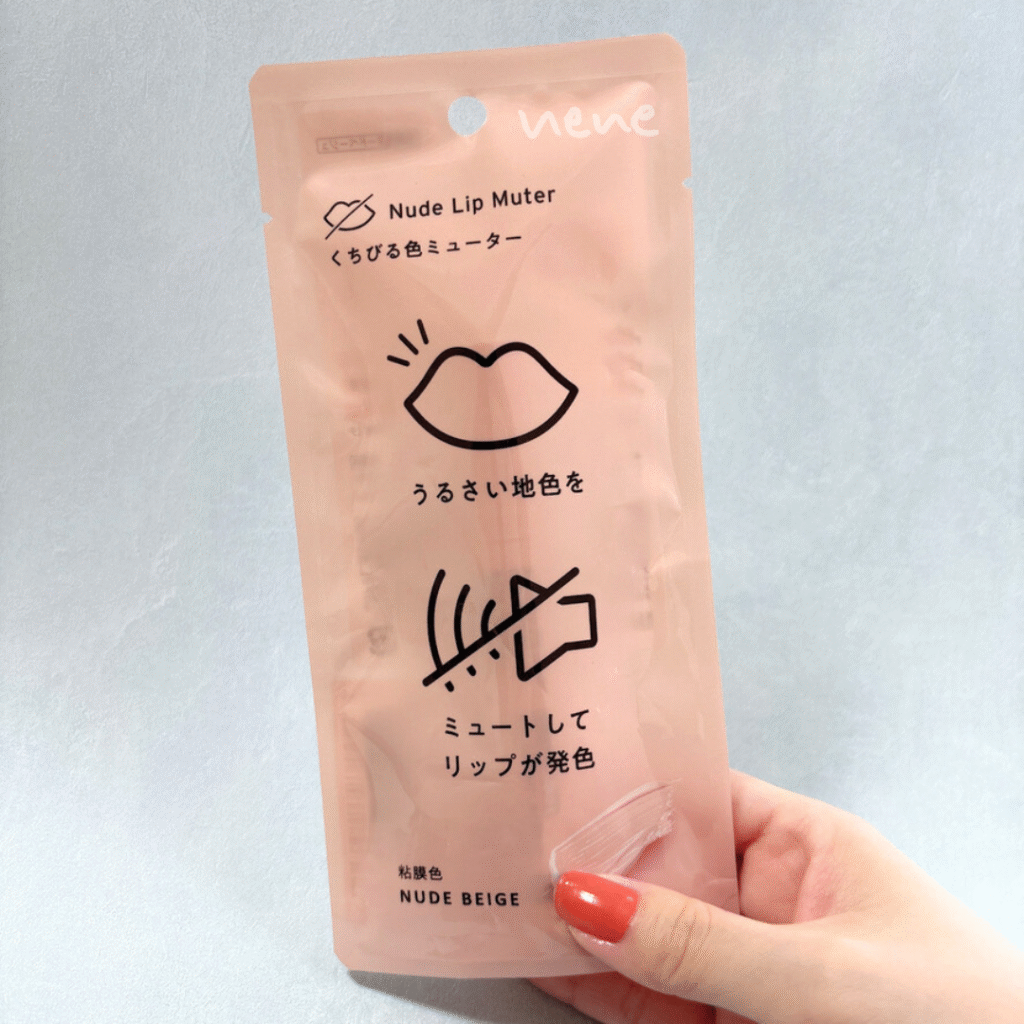 nene
Nude Lip Muter
くちびる色ミューター
うるさい地色を
ミュートして
リップが発色
粘膜色
NUDE BEIGE